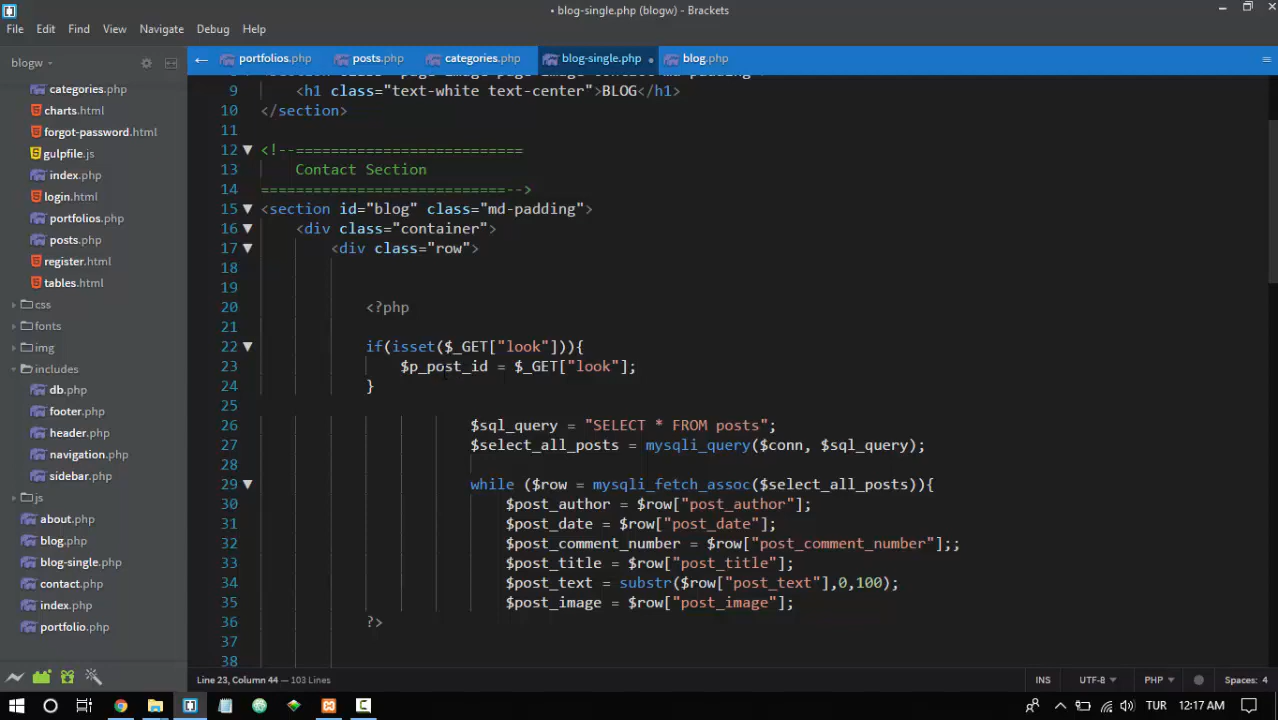 • blog-single.php (blogw) - Brackets
File Edit Find View Navigate Debug Help
blogw
portfolios.php posts.php categories.php blog-single.php blog.php
categories.php
charts.html
forgot-password.html
gulpfile.js
index.php
login.html
portfolios.php
posts.php
register.html
tables.html
css
fonts
img
includes
db.php
footer.php
header.php
navigation.php
sidebar.php
js
about.php
blog.php
blog-single.php
contact.php
index.php
portfolio.php
9 <h1 class="text-white text-center">BLOG</h1>
10 </section>
11
12 <!--==========================
13 Contact Section
14 ============================-->
15 <section id="blog" class="md-padding">
16 <div class="container">
17 <div class="row">
18
19
20 <?php
21
22 if(isset($_GET["look"])){
23 $p_post_id = $_GET["look"];
24 }
25
26 $sql_query = "SELECT * FROM posts";
27 $select_all_posts = mysqli_query($conn, $sql_query);
28
29 while ($row = mysqli_fetch_assoc($select_all_posts)){
30 $post_author = $row["post_author"];
31 $post_date = $row["post_date"];
32 $post_comment_number = $row["post_comment_number"];;
33 $post_title = $row["post_title"];
34 $post_text = substr($row["post_text"],0,100);
35 $post_image = $row["post_image"];
36 ?>
37
38
Line 23, Column 44 — 103 Lines INS UTF-8 PHP Spaces: 4
TUR 12:17 AM